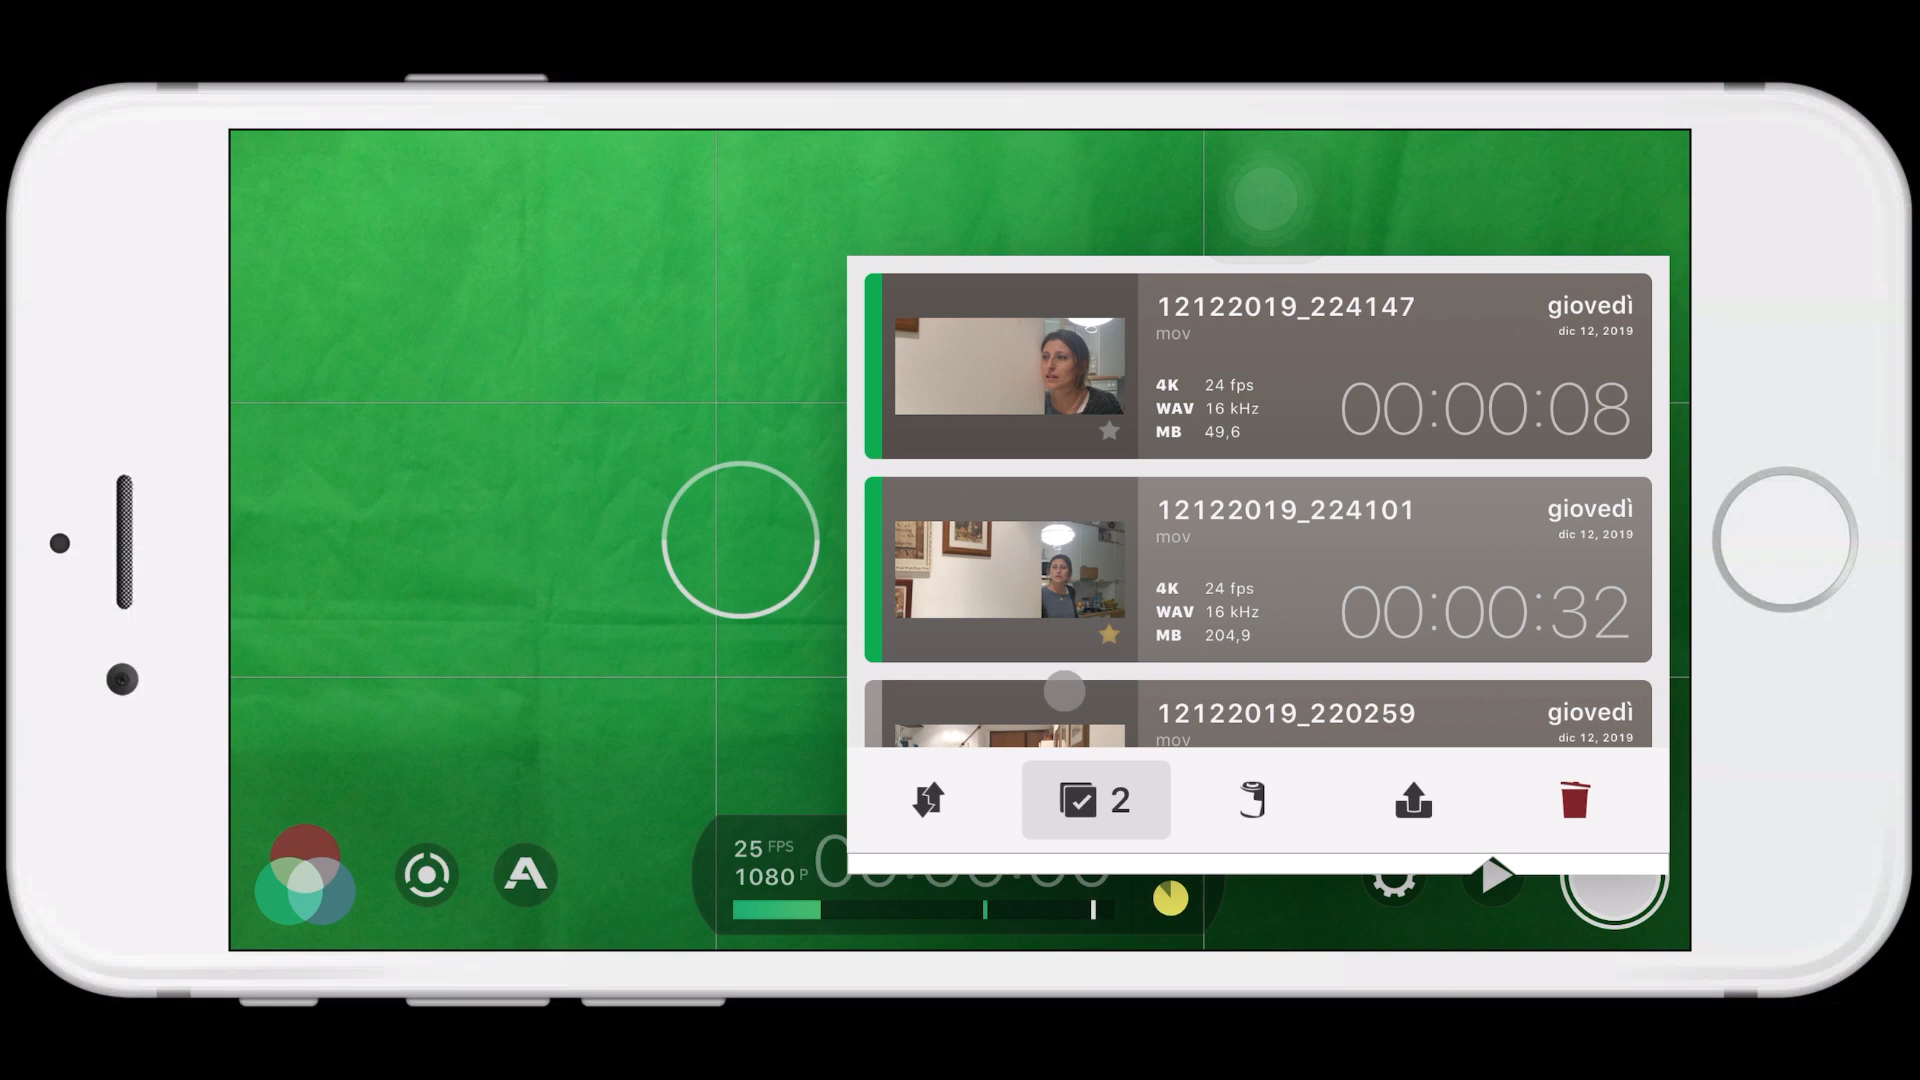 12122019_224147
giovedì
mov
dic 12, 2019
4K 24 fps
WAV 16 kHz
MB 49,6
00:00:08
12122019_224101
giovedì
mov
dic 12, 2019
4K 24 fps
WAV 16 kHz
MB 204,9
00:00:32
12122019_220259
giovedì
mov
dic 12, 2019
2
25 FPS
1080 P